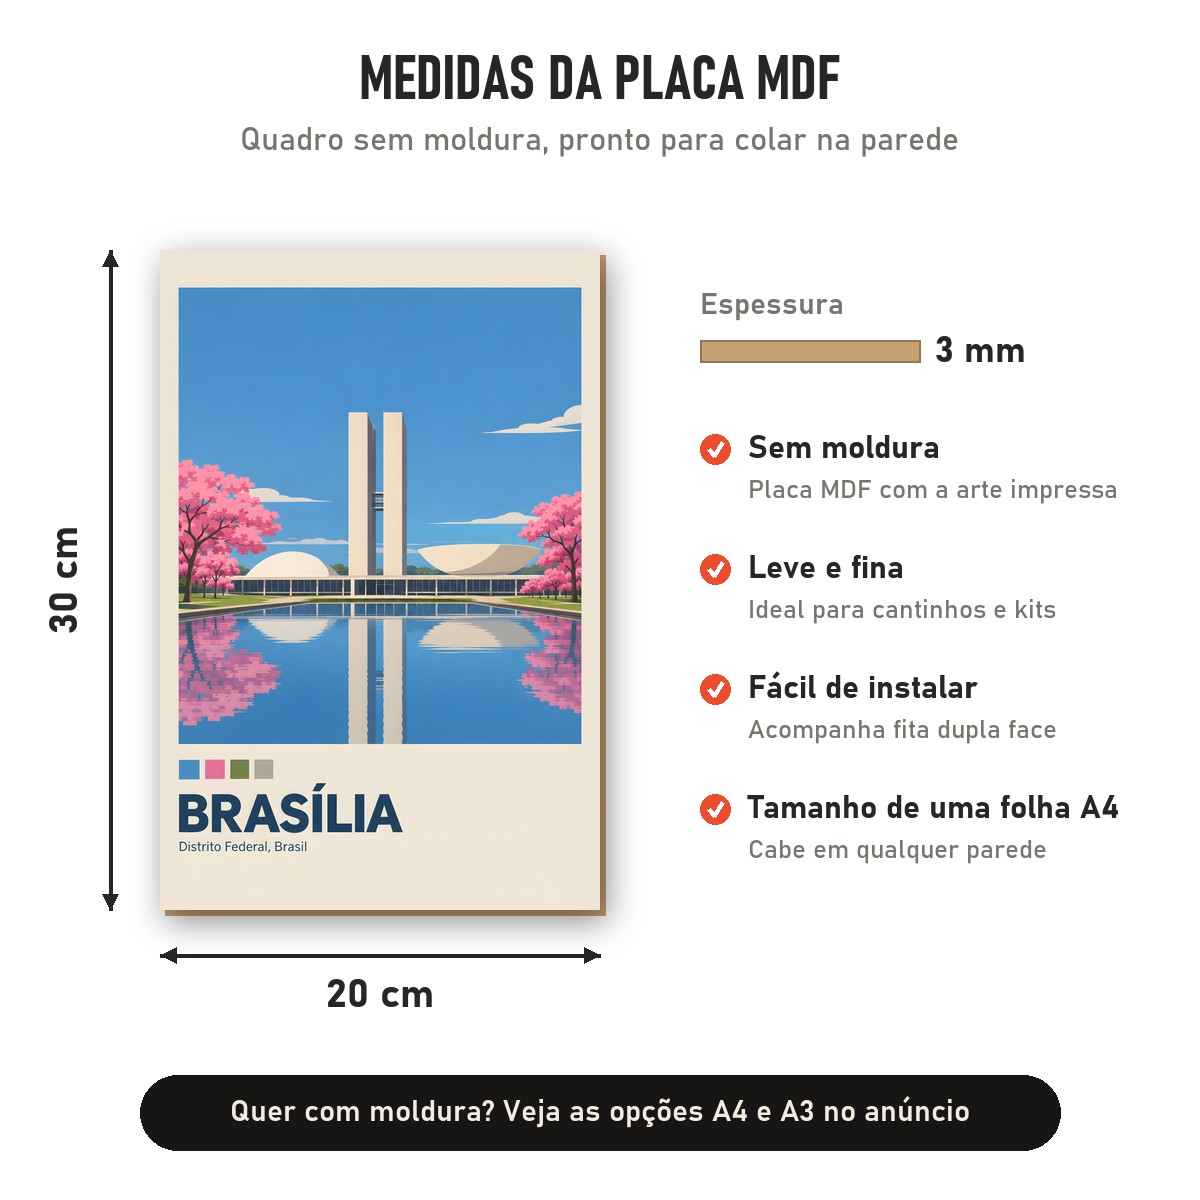 MEDIDAS DA PLACA MDF
Quadro sem moldura, pronto para colar na parede
30 cm
BRASÍLIA
Distrito Federal, Brasil
20 cm
Espessura
3 mm
Sem moldura
Placa MDF com a arte impressa
Leve e fina
Ideal para cantinhos e kits
Fácil de instalar
Acompanha fita dupla face
Tamanho de uma folha A4
Cabe em qualquer parede
Quer com moldura? Veja as opções A4 e A3 no anúncio